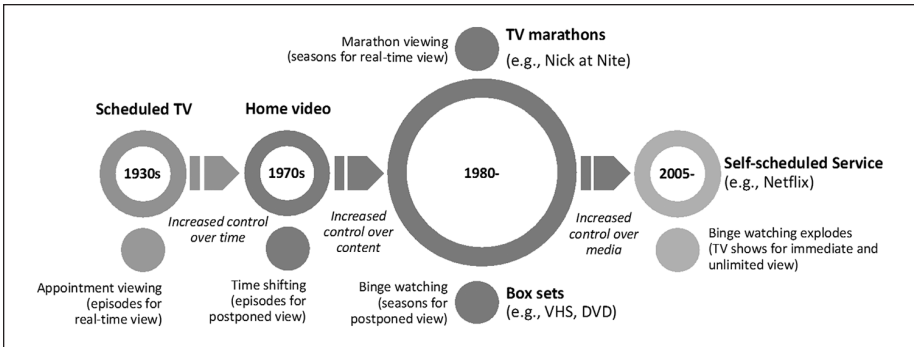 Marathon viewing
(seasons for real-time view)
TV marathons
(e.g., Nick at Nite)
Scheduled TV
1930s
Increased control
over time
Appointment viewing
(episodes for
real-time view)
Home video
1970s
Increased
control over
content
Time shifting
(episodes for
postponed view)
1980-
Binge watching
(seasons for
postponed view)
Box sets
(e.g., VHS, DVD)
Increased
control over
media
2005-
Self-scheduled Service
(e.g., Netflix)
Binge watching explodes
(TV shows for immediate and
unlimited view)